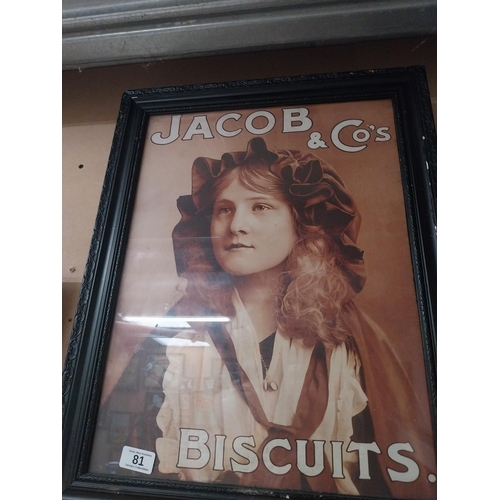 JACOB & CO'S
BISCUITS.
81